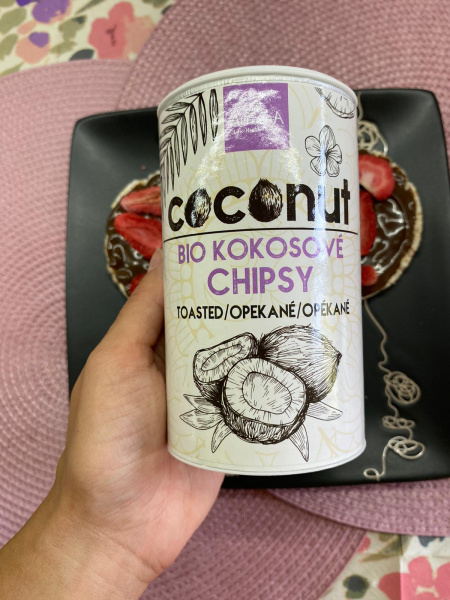 coconut
BIO KOKOSOVÉ
CHIPSY
TOASTED/OPEKANÉ/OPÉKANÉ